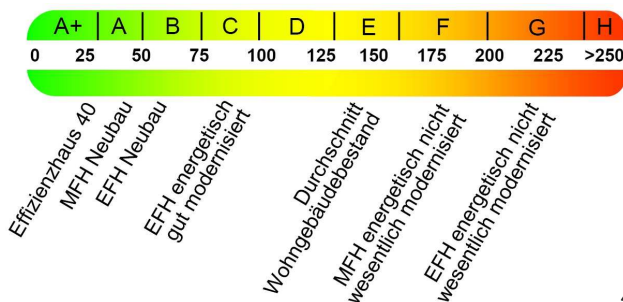 A+ A B C D E F G H
0 25 50 75 100 125 150 175 200 225 >250
Effizienzhaus 40
MFH Neubau
EFH Neubau
EFH energetisch
gut modernisiert
Durchschnitt
Wohngebäudebestand
MFH energetisch nicht
wesentlich modernisiert
EFH energetisch nicht
wesentlich modernisiert